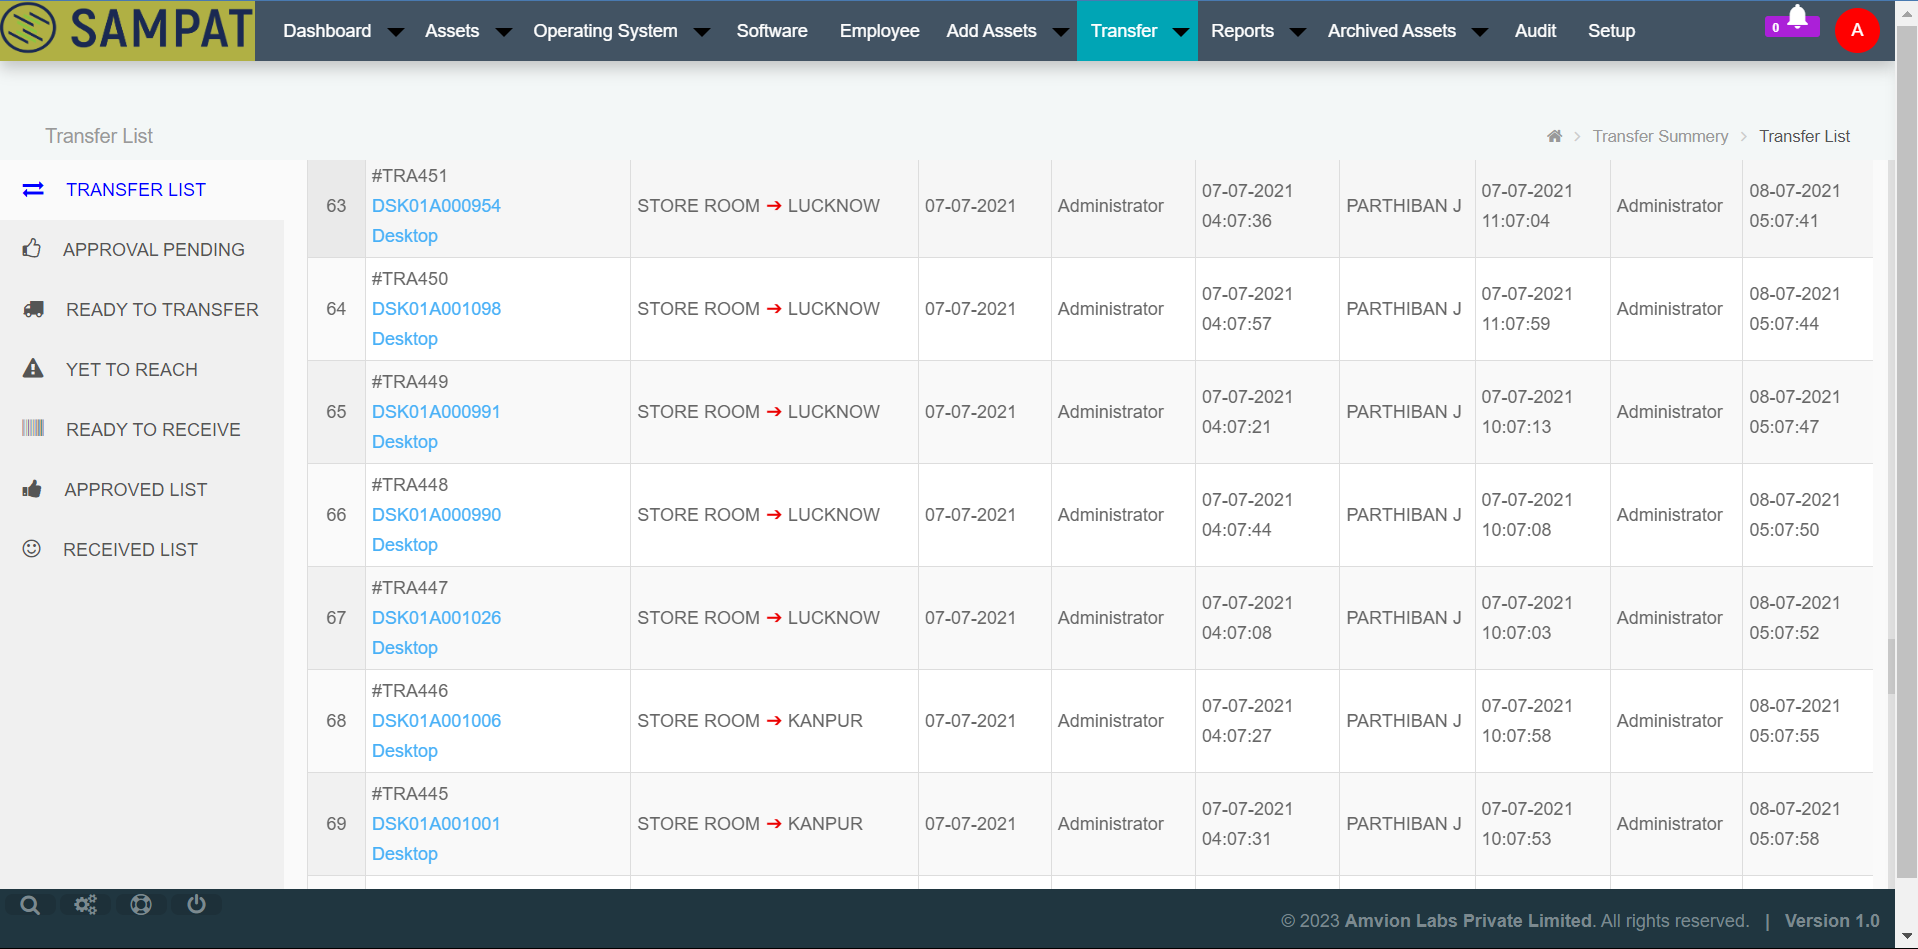 SAMPAT
Dashboard Assets Operating System Software Employee Add Assets Transfer Reports Archived Assets Audit Setup 0 A
Transfer List
Transfer Summery Transfer List
TRANSFER LIST
APPROVAL PENDING
READY TO TRANSFER
YET TO REACH
READY TO RECEIVE
APPROVED LIST
RECEIVED LIST
63 #TRA451 DSK01A000954 Desktop STORE ROOM ➔ LUCKNOW 07-07-2021 Administrator 07-07-2021 04:07:36 PARTHIBAN J 07-07-2021 11:07:04 Administrator 08-07-2021 05:07:41
64 #TRA450 DSK01A001098 Desktop STORE ROOM ➔ LUCKNOW 07-07-2021 Administrator 07-07-2021 04:07:57 PARTHIBAN J 07-07-2021 11:07:59 Administrator 08-07-2021 05:07:44
65 #TRA449 DSK01A000991 Desktop STORE ROOM ➔ LUCKNOW 07-07-2021 Administrator 07-07-2021 04:07:21 PARTHIBAN J 07-07-2021 10:07:13 Administrator 08-07-2021 05:07:47
66 #TRA448 DSK01A000990 Desktop STORE ROOM ➔ LUCKNOW 07-07-2021 Administrator 07-07-2021 04:07:44 PARTHIBAN J 07-07-2021 10:07:08 Administrator 08-07-2021 05:07:50
67 #TRA447 DSK01A001026 Desktop STORE ROOM ➔ LUCKNOW 07-07-2021 Administrator 07-07-2021 04:07:08 PARTHIBAN J 07-07-2021 10:07:03 Administrator 08-07-2021 05:07:52
68 #TRA446 DSK01A001006 Desktop STORE ROOM ➔ KANPUR 07-07-2021 Administrator 07-07-2021 04:07:27 PARTHIBAN J 07-07-2021 10:07:58 Administrator 08-07-2021 05:07:55
69 #TRA445 DSK01A001001 Desktop STORE ROOM ➔ KANPUR 07-07-2021 Administrator 07-07-2021 04:07:31 PARTHIBAN J 07-07-2021 10:07:53 Administrator 08-07-2021 05:07:58
© 2023 Amvion Labs Private Limited. All rights reserved. | Version 1.0